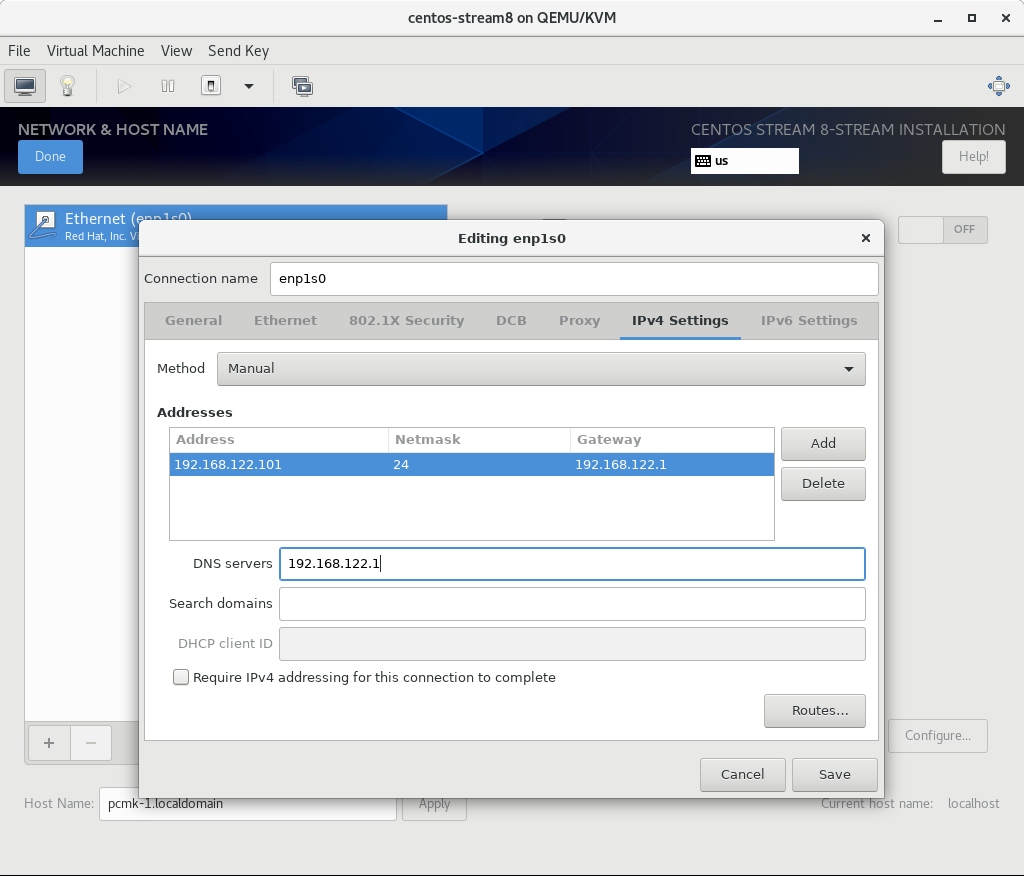 centos-stream8 on QEMU/KVM
File Virtual Machine View Send Key
NETWORK & HOST NAME
CENTOS STREAM 8-STREAM INSTALLATION
Done
us
Help!
Ethernet (enp1s0)
Red Hat, Inc.
OFF
Editing enp1s0
Connection name enp1s0
General Ethernet 802.1X Security DCB Proxy IPv4 Settings IPv6 Settings
Method Manual
Addresses
Address Netmask Gateway
192.168.122.101 24 192.168.122.1
Add
Delete
DNS servers 192.168.122.1
Search domains
DHCP client ID
Require IPv4 addressing for this connection to complete
Routes...
Configure...
Cancel Save
Host Name: pcmk-1.localdomain Apply Current host name: localhost